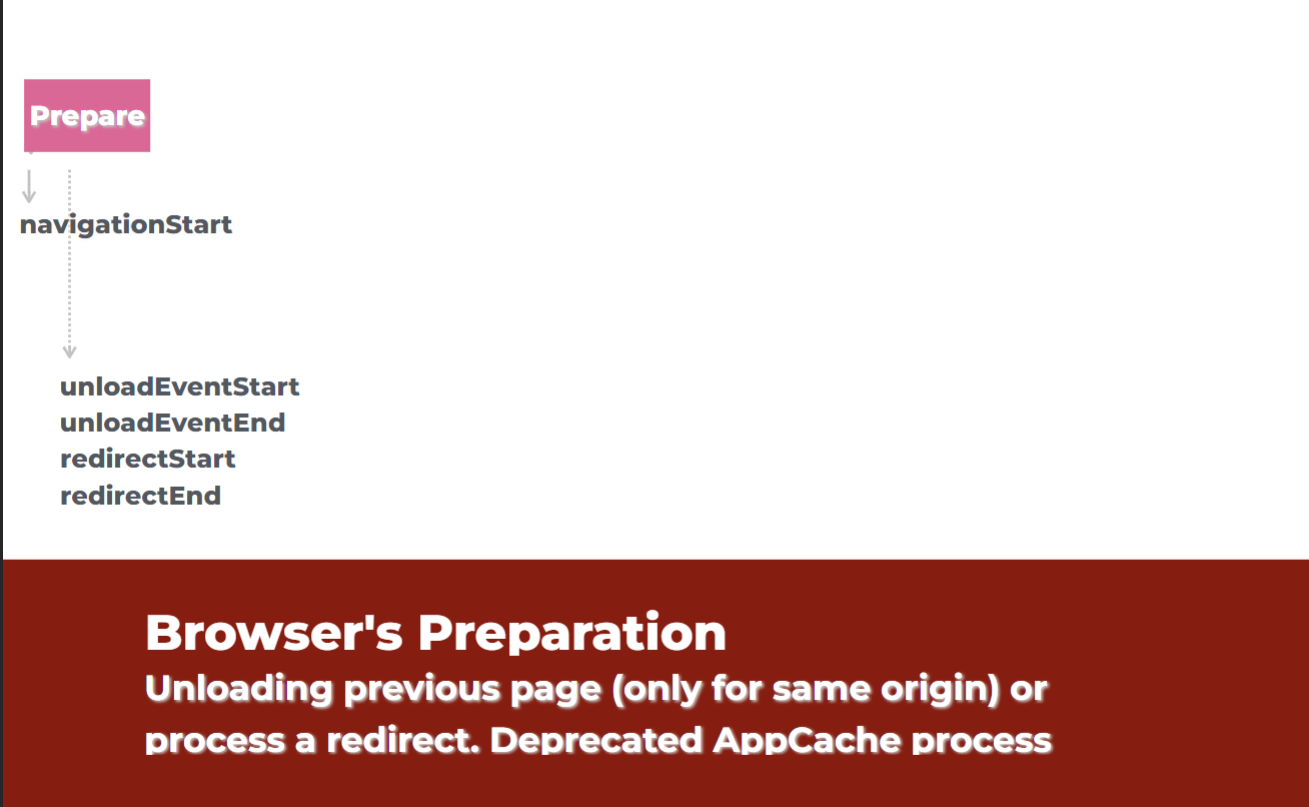 Prepare
navigationStart
unloadEventStart
unloadEventEnd
redirectStart
redirectEnd
Browser's Preparation
Unloading previous page (only for same origin) or
process a redirect. Deprecated AppCache process